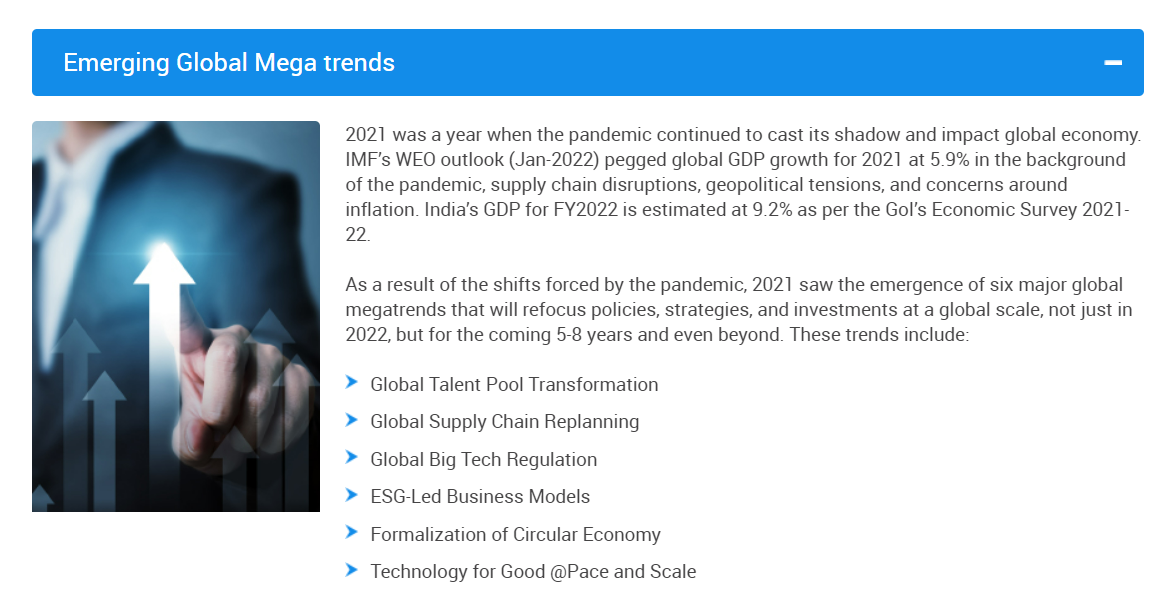 Emerging Global Mega trends
2021 was a year when the pandemic continued to cast its shadow and impact global economy.
IMF’s WEO outlook (Jan-2022) pegged global GDP growth for 2021 at 5.9% in the background
of the pandemic, supply chain disruptions, geopolitical tensions, and concerns around
inflation. India’s GDP for FY2022 is estimated at 9.2% as per the GoI’s Economic Survey 2021-
22.
As a result of the shifts forced by the pandemic, 2021 saw the emergence of six major global
megatrends that will refocus policies, strategies, and investments at a global scale, not just in
2022, but for the coming 5-8 years and even beyond. These trends include:
Global Talent Pool Transformation
Global Supply Chain Replanning
Global Big Tech Regulation
ESG-Led Business Models
Formalization of Circular Economy
Technology for Good @Pace and Scale